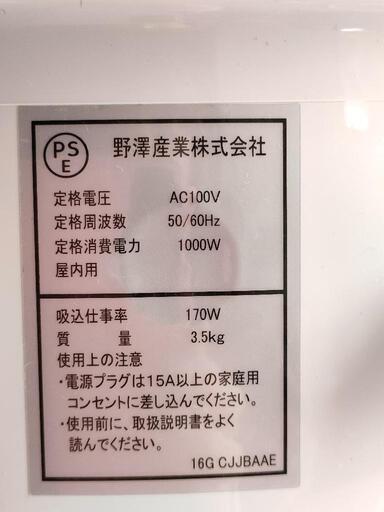 PS
E
野澤産業株式会社
定格電圧 AC100V
定格周波数 50/60Hz
定格消費電力 1000W
屋内用
吸込仕事率 170W
質量 3.5kg
使用上の注意
・電源プラグは15A以上の家庭用
コンセントに差し込んでください。
・使用前に、取扱説明書をよく
読んでください。
16G CJJBAAE